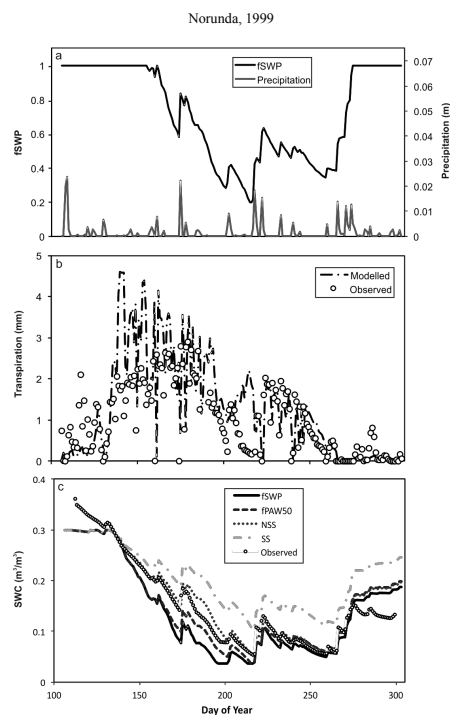 Norunda, 1999
a
fSWP
Precipitation
1
0.8
0.6
0.4
0.2
0
fSWP
0.07
0.06
0.05
0.04
0.03
0.02
0.01
0
Precipitation (m)
b
Modelled
Observed
5
4
3
2
1
0
Transpiration (mm)
c
fSWP
fPAW50
NSS
SS
Observed
0.4
0.3
0.2
0.1
0
SWC (m³/m³)
100 150 200 250 300
Day of Year